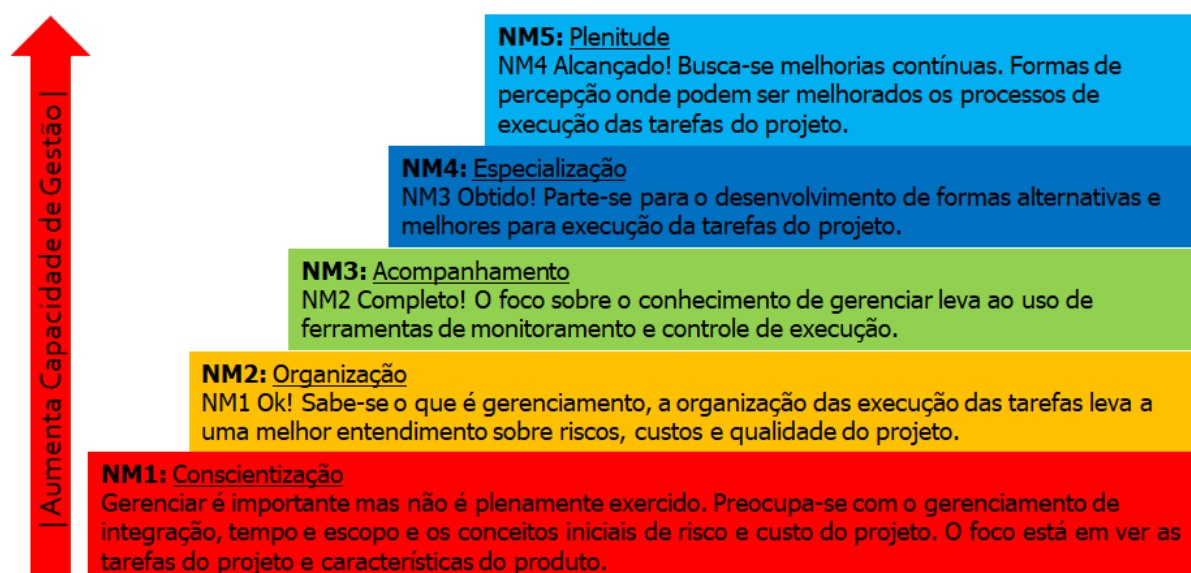 |Aumenta Capacidade de Gestão|
NM5: Plenitude
NM4 Alcançado! Busca-se melhorias contínuas. Formas de
percepção onde podem ser melhorados os processos de
execução das tarefas do projeto.
NM4: Especialização
NM3 Obtido! Parte-se para o desenvolvimento de formas alternativas e
melhores para execução da tarefas do projeto.
NM3: Acompanhamento
NM2 Completo! O foco sobre o conhecimento de gerenciar leva ao uso de
ferramentas de monitoramento e controle de execução.
NM2: Organização
NM1 Ok! Sabe-se o que é gerenciamento, a organização das execução das tarefas leva a
uma melhor entendimento sobre riscos, custos e qualidade do projeto.
NM1: Conscientização
Gerenciar é importante mas não é plenamente exercido. Preocupa-se com o gerenciamento de
integração, tempo e escopo e os conceitos iniciais de risco e custo do projeto. O foco está em ver as
tarefas do projeto e características do produto.